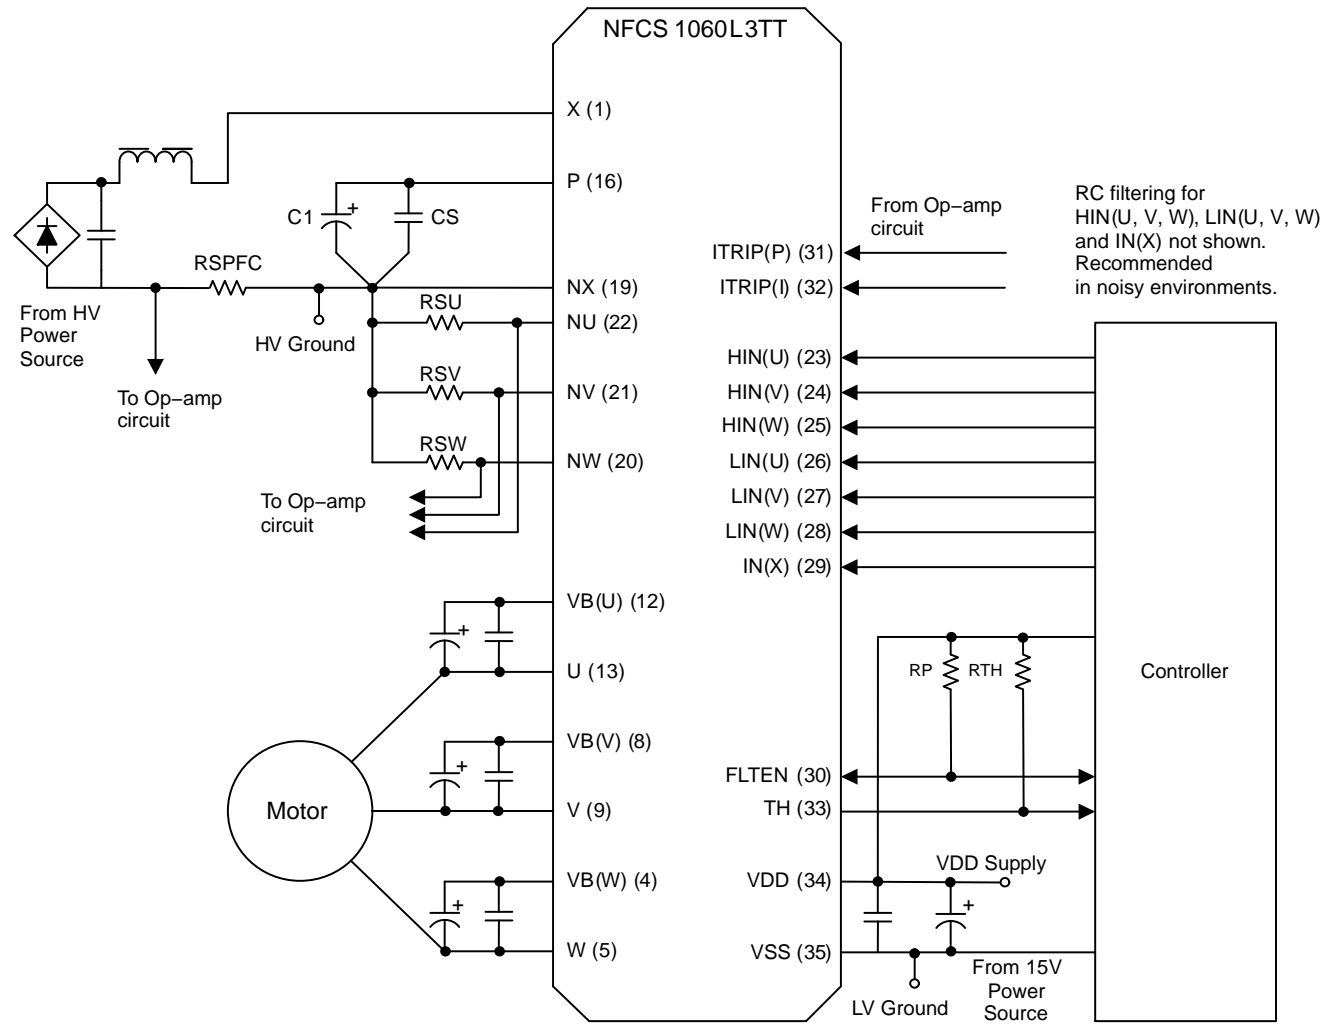 NFCS 1060L3TT
X (1)
P (16)
C1
+
CS
RSPFC
NX (19)
RSU
NU (22)
HV Ground
RSV
NV (21)
RSW
NW (20)
From HV
Power
Source
To Op−amp
circuit
To Op−amp
circuit
VB(U) (12)
+
U (13)
VB(V) (8)
+
V (9)
Motor
VB(W) (4)
+
W (5)
From Op−amp
circuit
ITRIP(P) (31)
ITRIP(I) (32)
HIN(U) (23)
HIN(V) (24)
HIN(W) (25)
LIN(U) (26)
LIN(V) (27)
LIN(W) (28)
IN(X) (29)
RP
RTH
FLTEN (30)
TH (33)
VDD (34)
VDD Supply
+
VSS (35)
LV Ground
From 15V
Power
Source
RC filtering for
HIN(U, V, W), LIN(U, V, W)
and IN(X) not shown.
Recommended
in noisy environments.
Controller